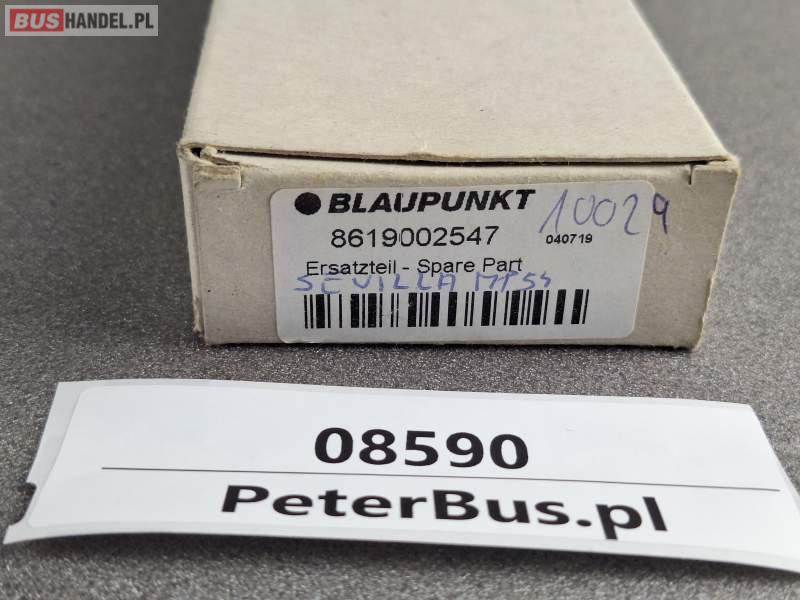 BUSHANDEL.PL
BLAUPUNKT
10029
8619002547
040719
Ersatzteil - Spare Part
SEVILLA MP54
08590
PeterBus.pl